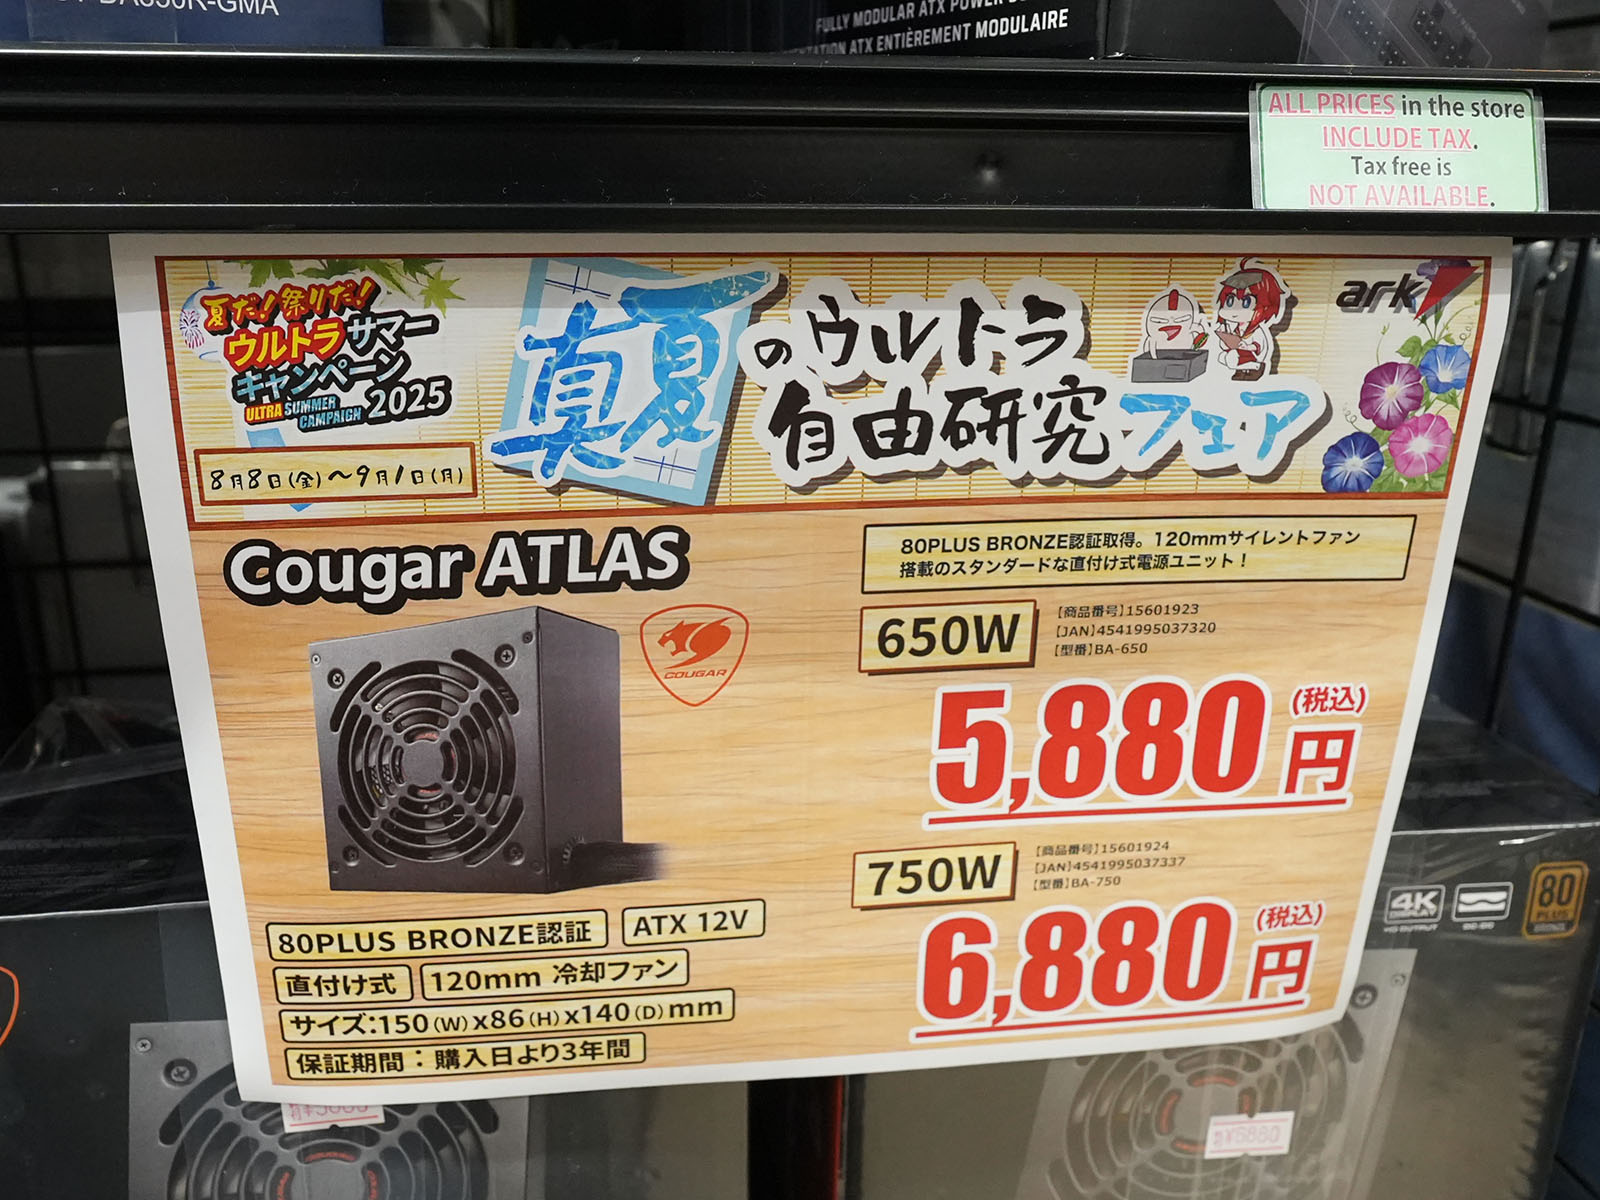 FULLY MODULAR ATX POWER
ENTATION ATX ENTIÈREMENT MODULAIRE
ALL PRICES in the store
INCLUDE TAX.
Tax free is
NOT AVAILABLE.
夏だ!祭りだ!
ウルトラサマー
キャンペーン
ULTRA SUMMER
CAMPAIGN 2025
8月8日(金)~9月1日(月)
真夏のウルトラ
自由研究フェア
ark
Cougar ATLAS
COUGAR
80PLUS BRONZE認証取得。120mmサイレントファン
搭載のスタンダードな直付け式電源ユニット!
650W
【商品番号】15601923
【JAN】4541995037320
【型番】BA-650
5,880円(税込)
750W
【商品番号】15601924
【JAN】4541995037337
【型番】BA-750
6,880円(税込)
80PLUS BRONZE認証
ATX 12V
直付け式
120mm 冷却ファン
サイズ:150(W)x86(H)x140(D)mm
保証期間:購入日より3年間
4K
80
PLUS
BRONZE